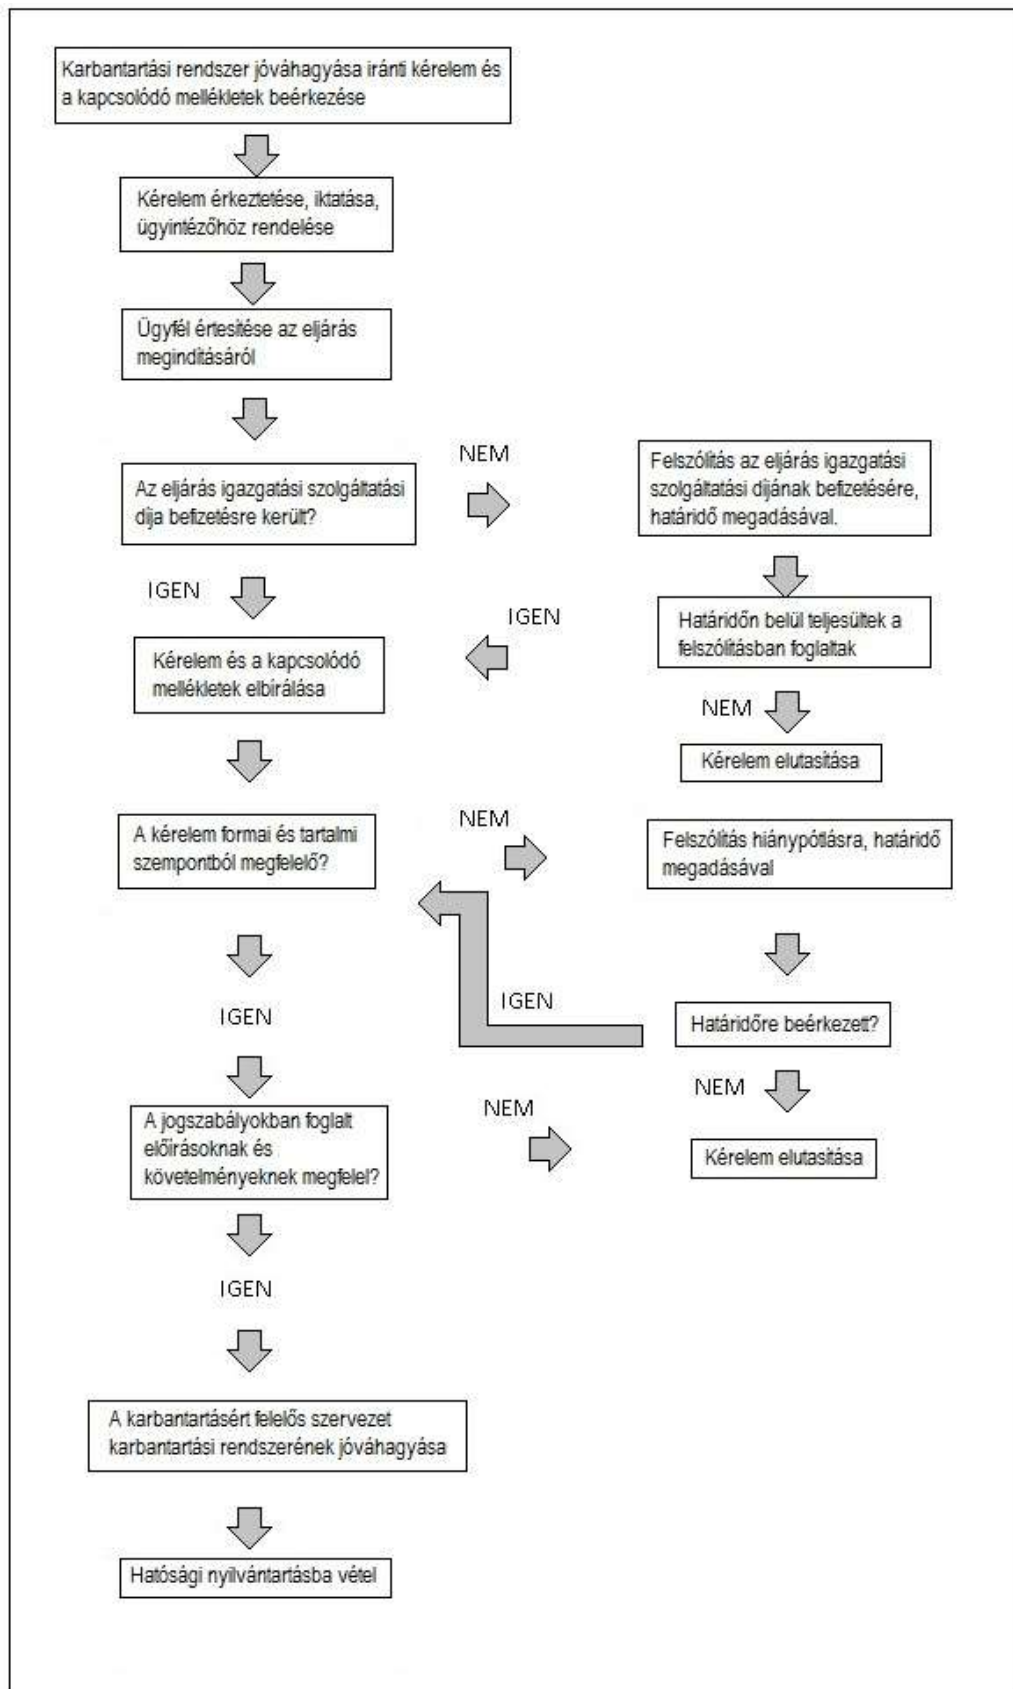 Karbantartási rendszer jóváhagyása iránti kérelem és
a kapcsolódó mellékletek beérkezése
Kérelem érkeztetése, iktatása,
ügyintézőhöz rendelése
Ügyfél értesítése az eljárás
megindításáról
Az eljárás igazgatási szolgáltatási
díja befizetésre került?
NEM
Felszólítás az eljárás igazgatási
szolgáltatási díjának befizetésére,
határidő megadásával.
IGEN
Határidőn belül teljesültek a
felszólításban foglaltak
IGEN
Kérelem és a kapcsolódó
mellékletek elbírálása
NEM
Kérelem elutasítása
A kérelem formai és tartalmi
szempontból megfelelő?
NEM
Felszólítás hiánypótlásra, határidő
megadásával
IGEN
Határidőre beérkezett?
IGEN
NEM
Kérelem elutasítása
A jogszabályokban foglalt
előírásoknak és
követelményeknek megfelel?
NEM
IGEN
A karbantartásért felelős szervezet
karbantartási rendszerének jóváhagyása
Hatósági nyilvántartásba vétel